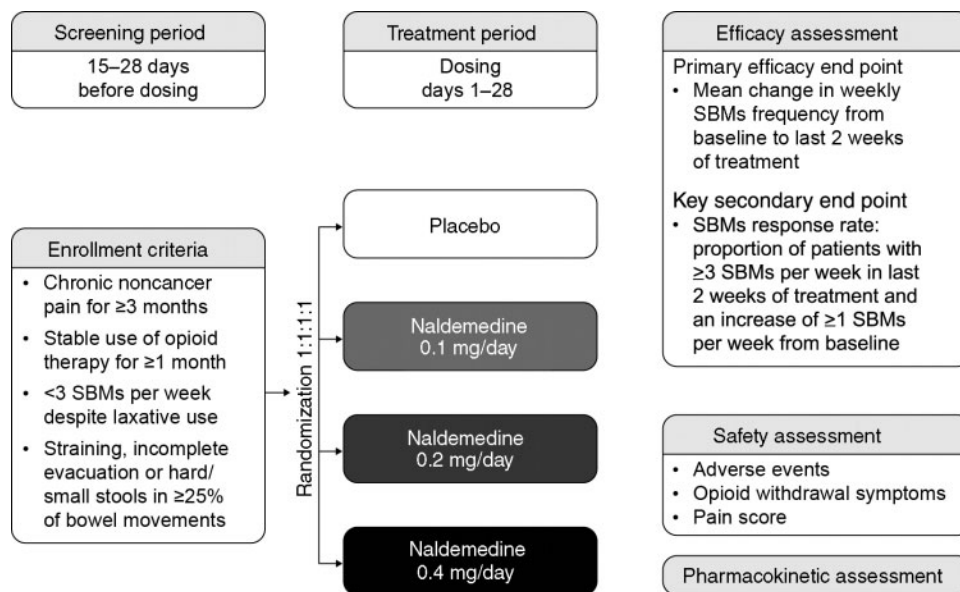 Screening period
15–28 days
before dosing
Treatment period
Dosing
days 1–28
Efficacy assessment
Primary efficacy end point
• Mean change in weekly
SBMs frequency from
baseline to last 2 weeks
of treatment
Key secondary end point
• SBMs response rate:
proportion of patients with
≥3 SBMs per week in last
2 weeks of treatment and
an increase of ≥1 SBMs
per week from baseline
Enrollment criteria
• Chronic noncancer
pain for ≥3 months
• Stable use of opioid
therapy for ≥1 month
• <3 SBMs per week
despite laxative use
• Straining, incomplete
evacuation or hard/
small stools in ≥25%
of bowel movements
Randomization 1:1:1:1
Placebo
Naldemedine
0.1 mg/day
Naldemedine
0.2 mg/day
Naldemedine
0.4 mg/day
Safety assessment
• Adverse events
• Opioid withdrawal symptoms
• Pain score
Pharmacokinetic assessment